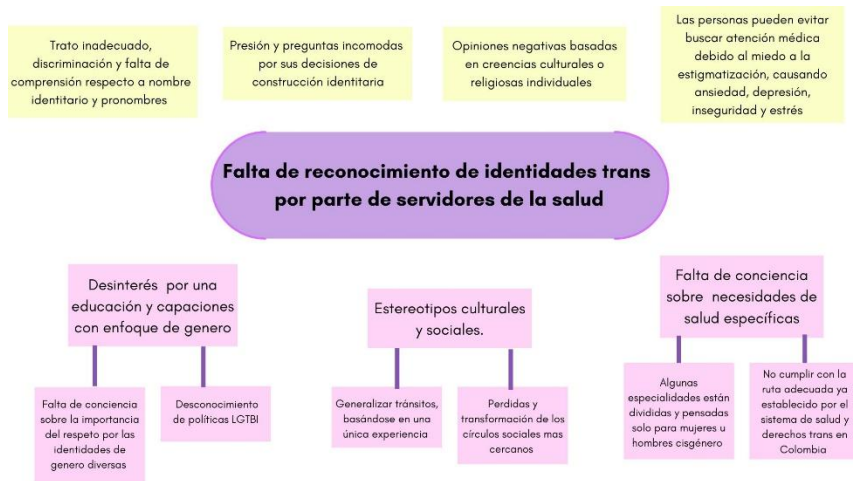 Trato inadecuado,
discriminación y falta de
comprensión respecto a nombre
identitario y pronombres
Presión y preguntas incomodas
por sus decisiones de
construcción identitaria
Opiniones negativas basadas
en creencias culturales o
religiosas individuales
Las personas pueden evitar
buscar atención médica
debido al miedo a la
estigmatización, causando
ansiedad, depresión,
inseguridad y estrés
Falta de reconocimiento de identidades trans
por parte de servidores de la salud
Desinterés por una
educación y capaciones
con enfoque de genero
Estereotipos culturales
y sociales.
Falta de conciencia
sobre necesidades de
salud específicas
Falta de conciencia
sobre la importancia
del respeto por las
identidades de
genero diversas
Desconocimiento
de políticas LGTBI
Generalizar tránsitos,
basándose en una
única experiencia
Perdidas y
transformación de los
círculos sociales mas
cercanos
Algunas
especialidades están
divididas y pensadas
solo para mujeres u
hombres cisgénero
No cumplir con la
ruta adecuada ya
establecido por el
sistema de salud y
derechos trans en
Colombia